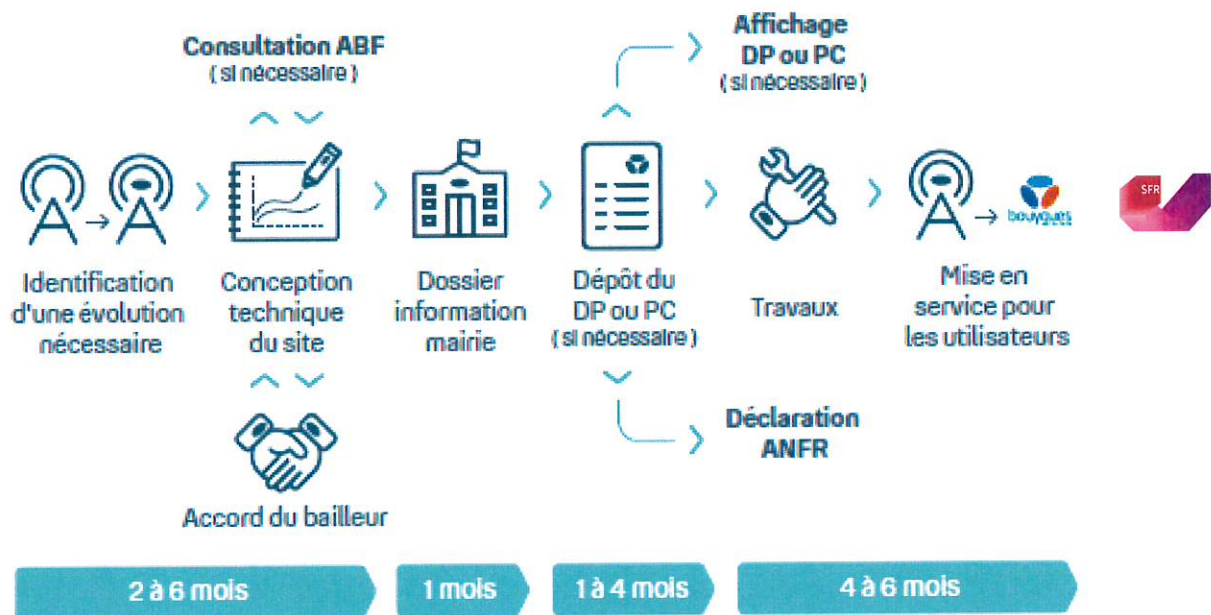 Consultation ABF
( si nécessaire )
Affichage
DP ou PC
( si nécessaire )
Identification
d'une évolution
nécessaire
Conception
technique
du site
Dossier
information
mairie
Dépôt du
DP ou PC
( si nécessaire )
Travaux
bouygues
SFR
Mise en
service pour
les utilisateurs
Accord du bailleur
Déclaration
ANFR
2 à 6 mois
1 mois
1 à 4 mois
4 à 6 mois